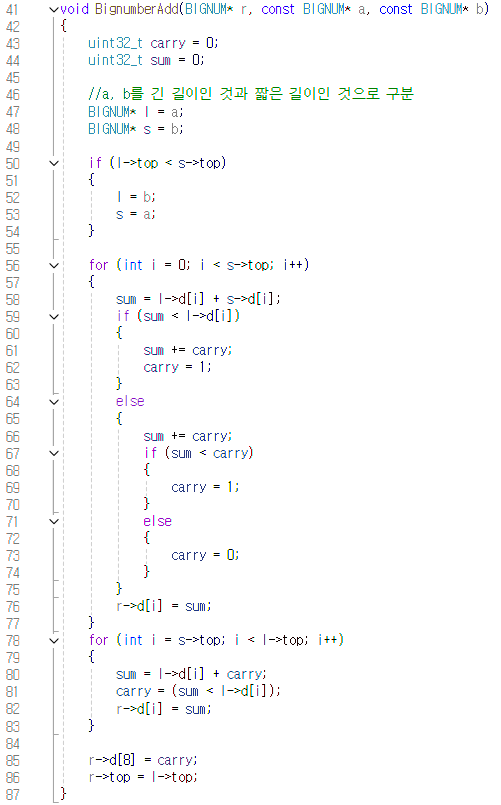 41 void BignumberAdd(BIGNUM* r, const BIGNUM* a, const BIGNUM* b)
42 {
43     uint32_t carry = 0;
44     uint32_t sum = 0;
45
46     //a, b를 긴 길이인 것과 짧은 길이인 것으로 구분
47     BIGNUM* l = a;
48     BIGNUM* s = b;
49
50     if (l->top < s->top)
51     {
52         l = b;
53         s = a;
54     }
55
56     for (int i = 0; i < s->top; i++)
57     {
58         sum = l->d[i] + s->d[i];
59         if (sum < l->d[i])
60         {
61             sum += carry;
62             carry = 1;
63         }
64         else
65         {
66             sum += carry;
67             if (sum < carry)
68             {
69                 carry = 1;
70             }
71             else
72             {
73                 carry = 0;
74             }
75         }
76         r->d[i] = sum;
77     }
78     for (int i = s->top; i < l->top; i++)
79     {
80         sum = l->d[i] + carry;
81         carry = (sum < l->d[i]);
82         r->d[i] = sum;
83     }
84
85     r->d[8] = carry;
86     r->top = l->top;
87 }